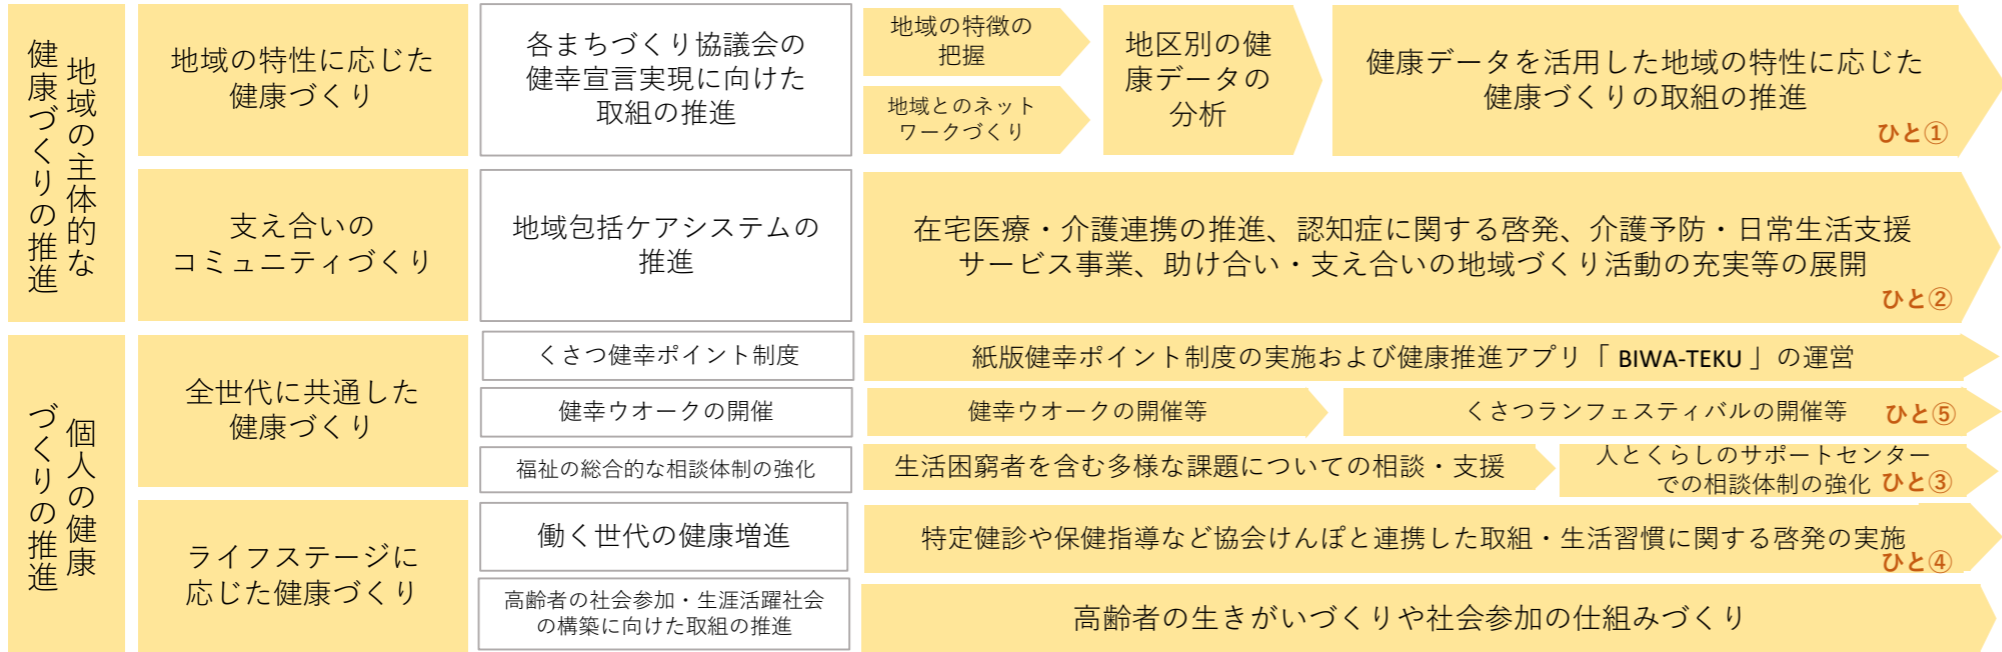 地域の主体的な
健康づくりの推進
地域の特性に応じた
健康づくり
各まちづくり協議会の
健幸宣言実現に向けた
取組の推進
地域の特徴の
把握
地域とのネット
ワークづくり
地区別の健
康データの
分析
健康データを活用した地域の特性に応じた
健康づくりの取組の推進
ひと①
支え合いの
コミュニティづくり
地域包括ケアシステムの
推進
在宅医療・介護連携の推進、認知症に関する啓発、介護予防・日常生活支援
サービス事業、助け合い・支え合いの地域づくり活動の充実等の展開
ひと②
個人の健康
づくりの推進
全世代に共通した
健康づくり
くさつ健幸ポイント制度
紙版健幸ポイント制度の実施および健康推進アプリ「 BIWA-TEKU 」の運営
健幸ウオークの開催
健幸ウオークの開催等
くさつランフェスティバルの開催等
ひと⑤
福祉の総合的な相談体制の強化
生活困窮者を含む多様な課題についての相談・支援
人とくらしのサポートセンター
での相談体制の強化
ひと③
ライフステージに
応じた健康づくり
働く世代の健康増進
特定健診や保健指導など協会けんぽと連携した取組・生活習慣に関する啓発の実施
ひと④
高齢者の社会参加・生涯活躍社会
の構築に向けた取組の推進
高齢者の生きがいづくりや社会参加の仕組みづくり